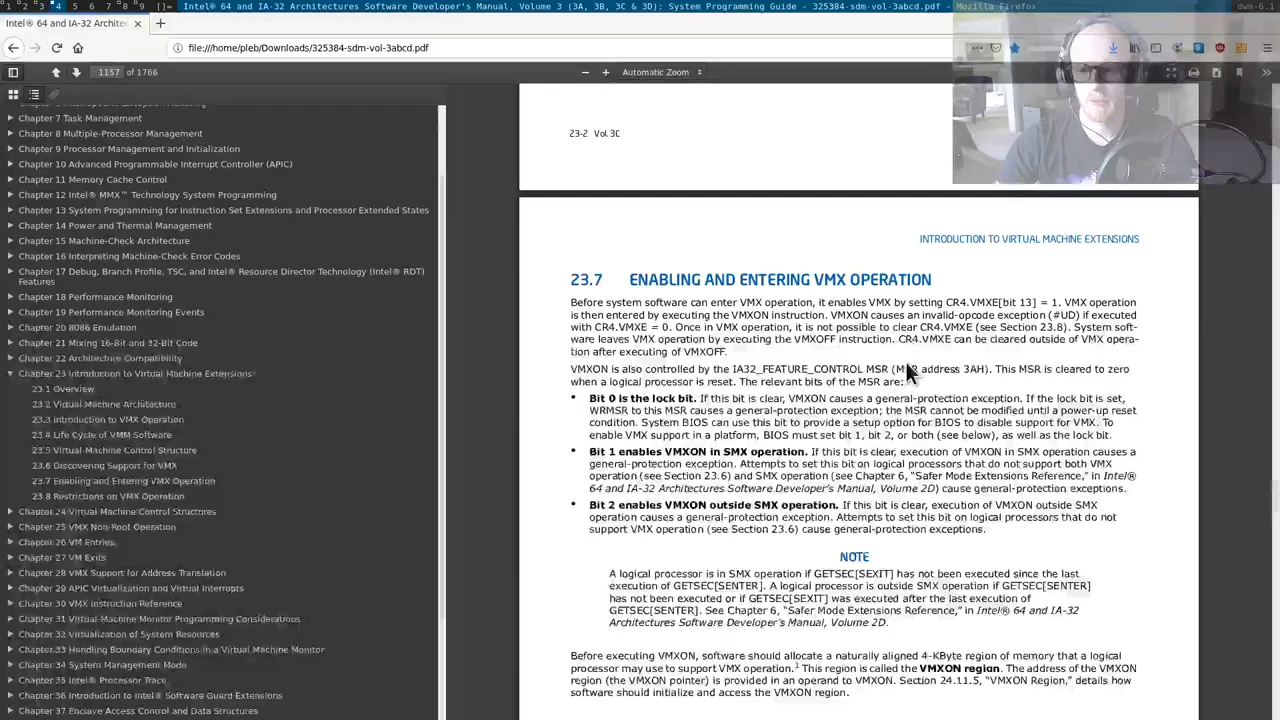 1 2 3 4 5 6 7 8 9 []= Intel® 64 and IA-32 Architectures Software Developer's Manual, Volume 3 (3A, 3B, 3C & 3D): System Programming Guide - 325384-sdm-vol-3abcd.pdf - Mozilla Firefox dwm-6.1
Intel® 64 and IA-32 Archite
file:///home/pleb/Downloads/325384-sdm-vol-3abcd.pdf
1157 of 1766
Automatic Zoom
Chapter 7 Task Management
Chapter 8 Multiple-Processor Management
Chapter 9 Processor Management and Initialization
Chapter 10 Advanced Programmable Interrupt Controller (APIC)
Chapter 11 Memory Cache Control
Chapter 12 Intel® MMX™ Technology System Programming
Chapter 13 System Programming for Instruction Set Extensions and Processor Extended States
Chapter 14 Power and Thermal Management
Chapter 15 Machine-Check Architecture
Chapter 16 Interpreting Machine-Check Error Codes
Chapter 17 Debug, Branch Profile, TSC, and Intel® Resource Director Technology (Intel® RDT)
Features
Chapter 18 Performance Monitoring
Chapter 19 Performance Monitoring Events
Chapter 20 8086 Emulation
Chapter 21 Mixing 16-Bit and 32-Bit Code
Chapter 22 Architecture Compatibility
Chapter 23 Introduction to Virtual Machine Extensions
23.1 Overview
23.2 Virtual Machine Architecture
23.3 Introduction to VMX Operation
23.4 Life Cycle of VMM Software
23.5 Virtual-Machine Control Structure
23.6 Discovering Support for VMX
23.7 Enabling and Entering VMX Operation
23.8 Restrictions on VMX Operation
Chapter 24 Virtual Machine Control Structures
Chapter 25 VMX Non-Root Operation
Chapter 26 VM Entries
Chapter 27 VM Exits
Chapter 28 VMX Support for Address Translation
Chapter 29 APIC Virtualization and Virtual Interrupts
Chapter 30 VMX Instruction Reference
Chapter 31 Virtual-Machine Monitor Programming Considerations
Chapter 32 Virtualization of System Resources
Chapter 33 Handling Boundary Conditions in a Virtual Machine Monitor
Chapter 34 System Management Mode
Chapter 35 Intel® Processor Trace
Chapter 36 Introduction to Intel® Software Guard Extensions
Chapter 37 Enclave Access Control and Data Structures
23-2 Vol. 3C
INTRODUCTION TO VIRTUAL MACHINE EXTENSIONS
23.7 ENABLING AND ENTERING VMX OPERATION
Before system software can enter VMX operation, it enables VMX by setting CR4.VMXE[bit 13] = 1. VMX operation
is then entered by executing the VMXON instruction. VMXON causes an invalid-opcode exception (#UD) if executed
with CR4.VMXE = 0. Once in VMX operation, it is not possible to clear CR4.VMXE (see Section 23.8). System soft-
ware leaves VMX operation by executing the VMXOFF instruction. CR4.VMXE can be cleared outside of VMX opera-
tion after executing of VMXOFF.
VMXON is also controlled by the IA32_FEATURE_CONTROL MSR (MSR address 3AH). This MSR is cleared to zero
when a logical processor is reset. The relevant bits of the MSR are:
• Bit 0 is the lock bit. If this bit is clear, VMXON causes a general-protection exception. If the lock bit is set,
WRMSR to this MSR causes a general-protection exception; the MSR cannot be modified until a power-up reset
condition. System BIOS can use this bit to provide a setup option for BIOS to disable support for VMX. To
enable VMX support in a platform, BIOS must set bit 1, bit 2, or both (see below), as well as the lock bit.
• Bit 1 enables VMXON in SMX operation. If this bit is clear, execution of VMXON in SMX operation causes a
general-protection exception. Attempts to set this bit on logical processors that do not support both VMX
operation (see Section 23.6) and SMX operation (see Chapter 6, “Safer Mode Extensions Reference,” in Intel®
64 and IA-32 Architectures Software Developer’s Manual, Volume 2D) cause general-protection exceptions.
• Bit 2 enables VMXON outside SMX operation. If this bit is clear, execution of VMXON outside SMX
operation causes a general-protection exception. Attempts to set this bit on logical processors that do not
support VMX operation (see Section 23.6) cause general-protection exceptions.
NOTE
A logical processor is in SMX operation if GETSEC[SEXIT] has not been executed since the last
execution of GETSEC[SENTER]. A logical processor is outside SMX operation if GETSEC[SENTER]
has not been executed or if GETSEC[SEXIT] was executed after the last execution of
GETSEC[SENTER]. See Chapter 6, “Safer Mode Extensions Reference,” in Intel® 64 and IA-32
Architectures Software Developer’s Manual, Volume 2D.
Before executing VMXON, software should allocate a naturally aligned 4-KByte region of memory that a logical
processor may use to support VMX operation.1 This region is called the VMXON region. The address of the VMXON
region (the VMXON pointer) is provided in an operand to VMXON. Section 24.11.5, “VMXON Region,” details how
software should initialize and access the VMXON region.